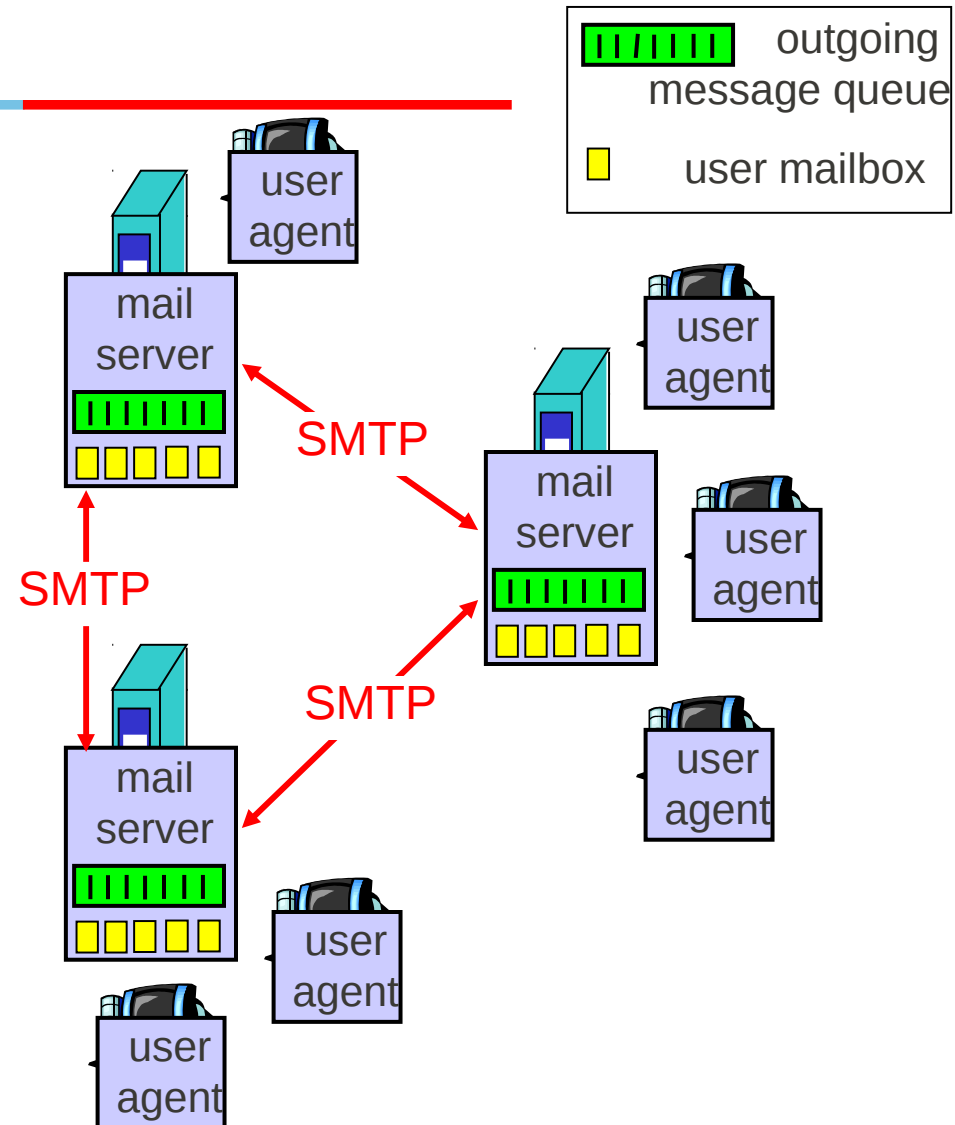 outgoing
message queue
user mailbox
user
agent
mail
server
user
agent
SMTP
mail
server
user
agent
SMTP
SMTP
user
agent
mail
server
user
agent
user
agent